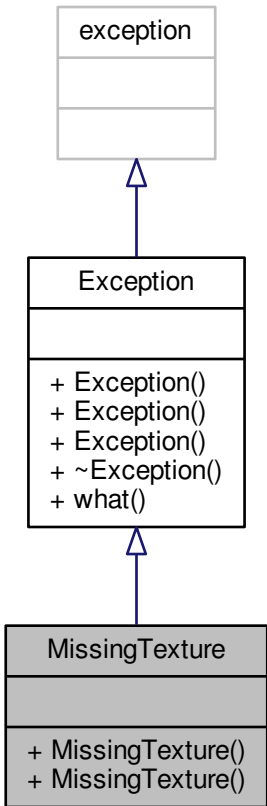 exception
Exception
+ Exception()
+ Exception()
+ Exception()
+ ~Exception()
+ what()
MissingTexture
+ MissingTexture()
+ MissingTexture()